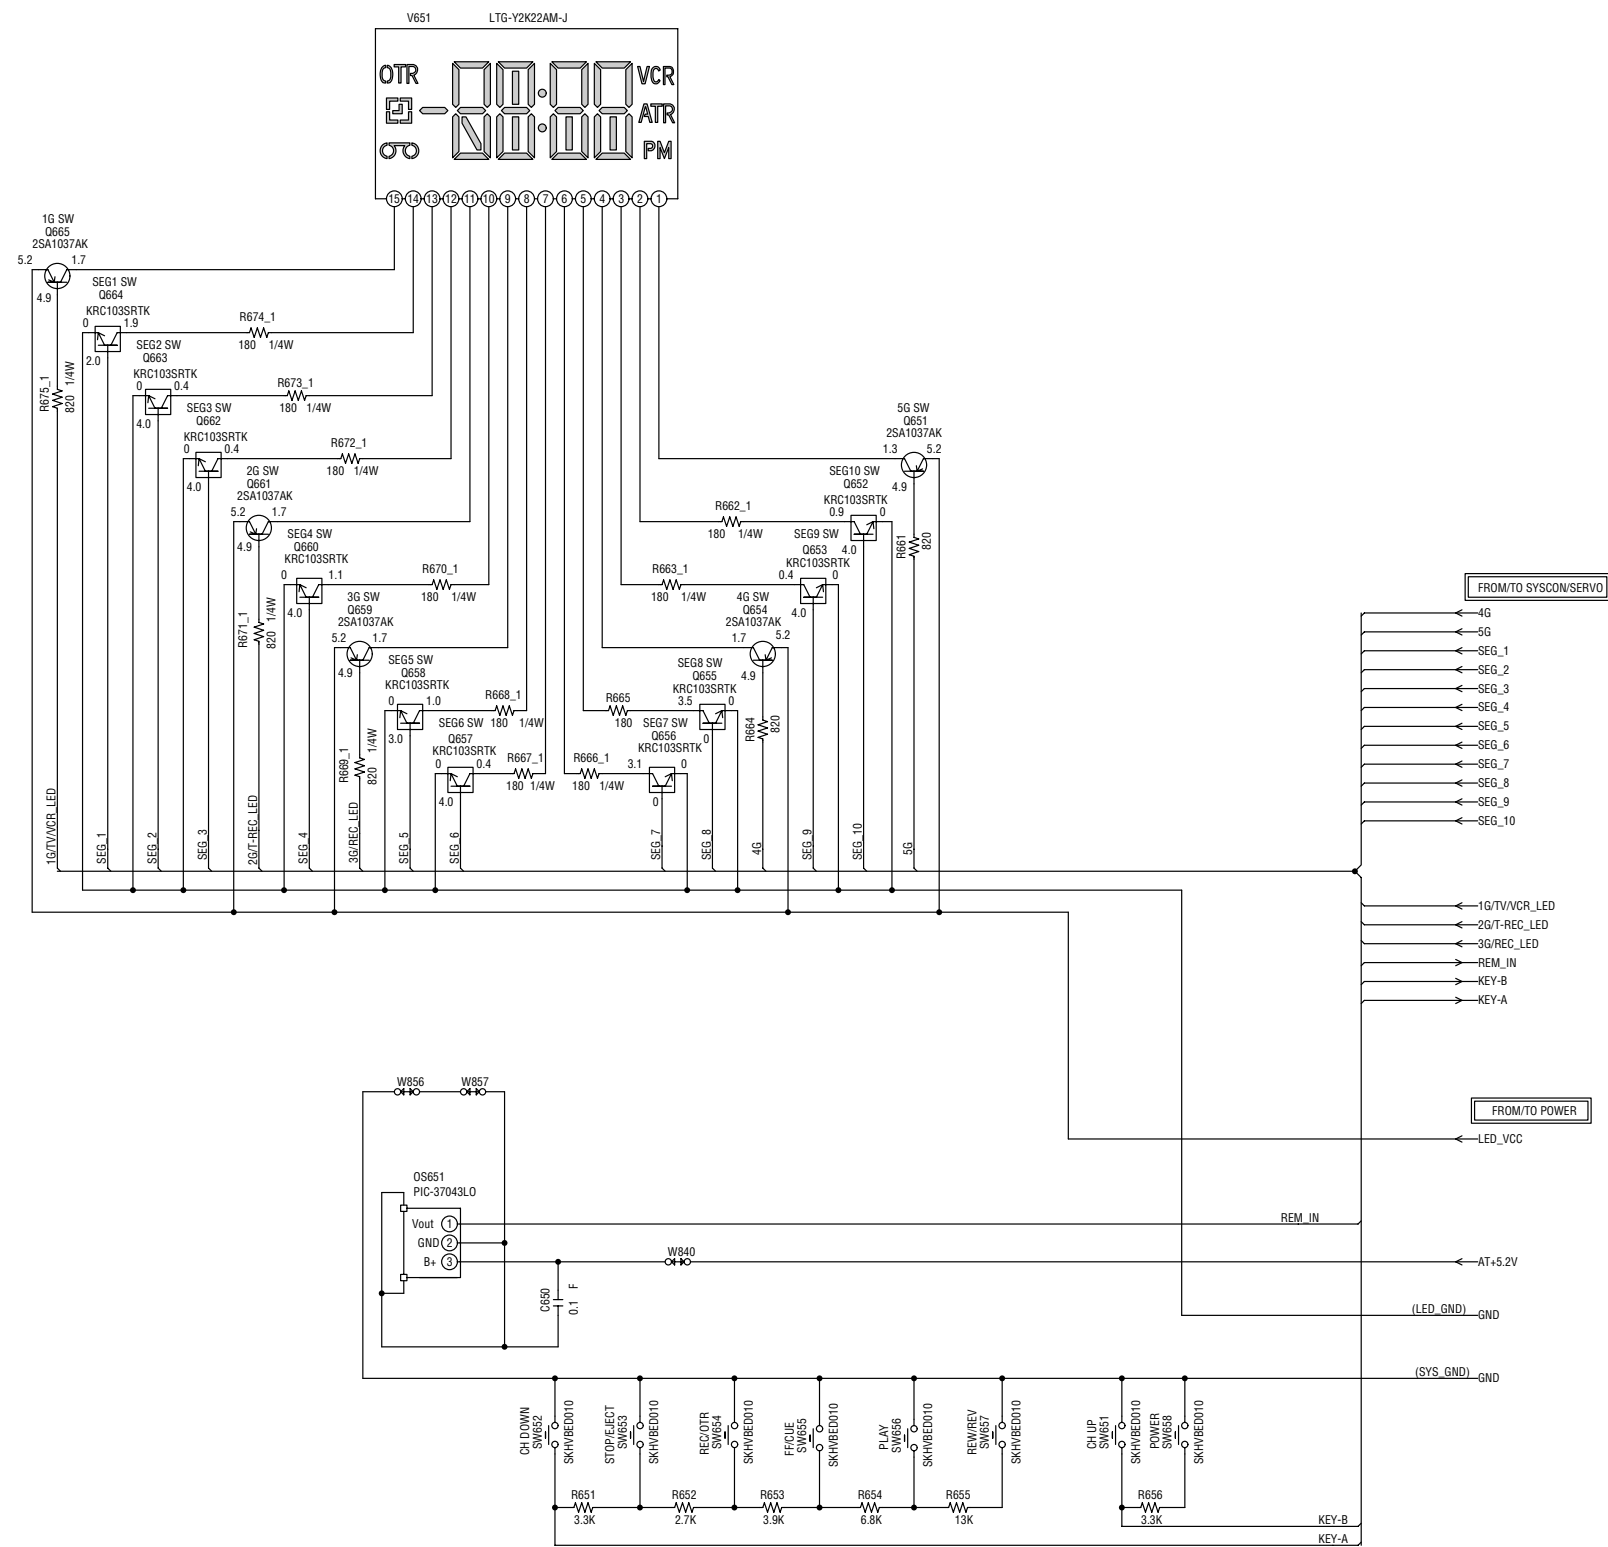 V651 LTG-Y2K22AM-J
OTR
VCR
ATR
PM
15 14 13 12 11 10 9 8 7 6 5 4 3 2 1
1G SW
Q665
2SA1037AK
5.2 1.7
4.9
R675_1
820 1/4W
SEG1 SW
Q664
KRC103SRTK
0 1.9
2.0
R674_1
180 1/4W
SEG2 SW
Q663
KRC103SRTK
0 0.4
4.0
R673_1
180 1/4W
SEG3 SW
Q662
KRC103SRTK
0 0.4
4.0
R672_1
180 1/4W
2G SW
Q661
2SA1037AK
5.2 1.7
4.9
R671_1
820 1/4W
SEG4 SW
Q660
KRC103SRTK
0 1.1
4.0
R670_1
180 1/4W
3G SW
Q659
2SA1037AK
5.2 1.7
4.9
R669_1
820 1/4W
SEG5 SW
Q658
KRC103SRTK
0 1.0
3.0
R668_1
180 1/4W
SEG6 SW
Q657
KRC103SRTK
0 0.4
4.0
R667_1
180 1/4W
R666_1
180 1/4W
SEG7 SW
Q656
KRC103SRTK
3.1 0
0
R665
180
SEG8 SW
Q655
KRC103SRTK
3.5 0
0
4G SW
Q654
2SA1037AK
1.7 5.2
4.9
R664
820
R663_1
180 1/4W
SEG9 SW
Q653
KRC103SRTK
0.4 0
4.0
R662_1
180 1/4W
SEG10 SW
Q652
KRC103SRTK
0.9 0
4.0
5G SW
Q651
2SA1037AK
1.3 5.2
4.9
R661
820
1G/TV/VCR_LED
SEG_1
SEG_2
SEG_3
2G/T-REC_LED
SEG_4
3G/REC_LED
SEG_5
SEG_6
SEG_7
SEG_8
4G
SEG_9
SEG_10
5G
FROM/TO SYSCON/SERVO
4G
5G
SEG_1
SEG_2
SEG_3
SEG_4
SEG_5
SEG_6
SEG_7
SEG_8
SEG_9
SEG_10
1G/TV/VCR_LED
2G/T-REC_LED
3G/REC_LED
REM_IN
KEY-B
KEY-A
FROM/TO POWER
LED_VCC
W856 W857
OS651
PIC-37043LO
Vout 1
GND 2
B+ 3
REM_IN
W840
AT+5.2V
C650
0.1 F
(LED_GND) GND
(SYS_GND) GND
CH DOWN
SW652
SKHVBED010
STOP/EJECT
SW653
SKHVBED010
REC/OTR
SW654
SKHVBED010
FF/CUE
SW655
SKHVBED010
PLAY
SW656
SKHVBED010
REW/REV
SW657
SKHVBED010
CH UP
SW651
SKHVBED010
POWER
SW658
SKHVBED010
R651
3.3K
R652
2.7K
R653
3.9K
R654
6.8K
R655
13K
R656
3.3K
KEY-B
KEY-A